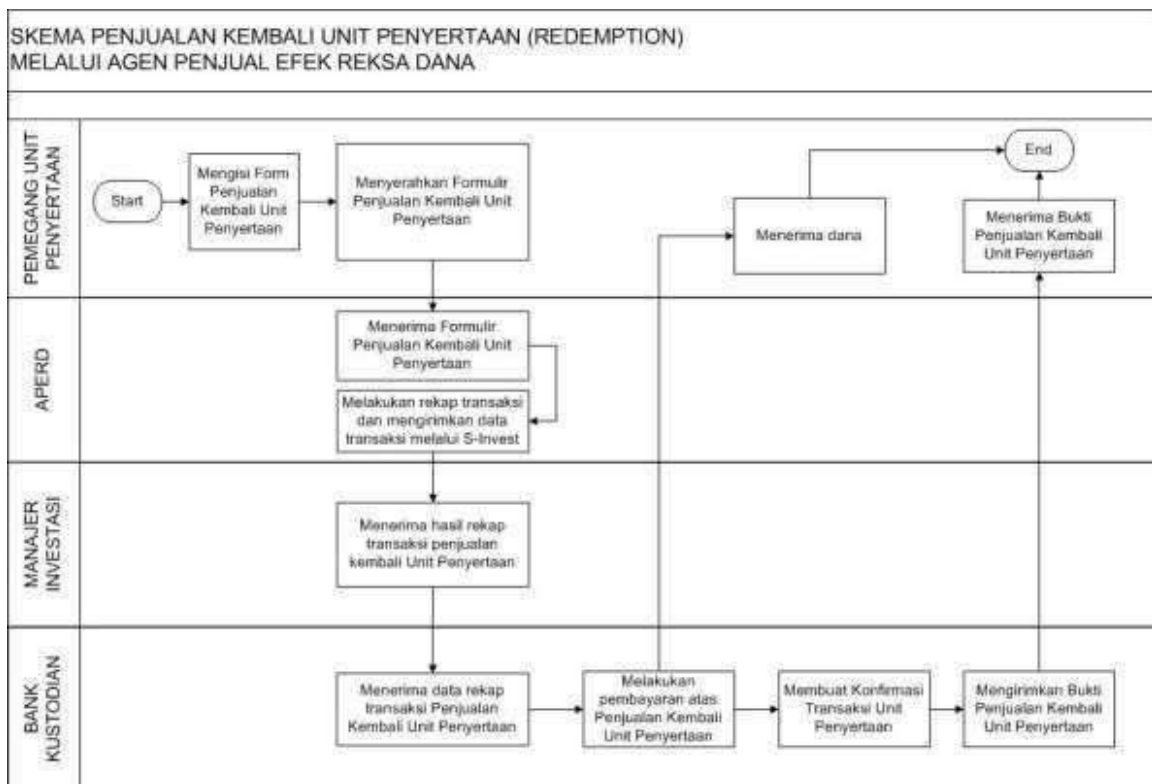 SKEMA PENJUALAN KEMBALI UNIT PENYERTAAN (REDEMPTION)
MELALUI AGEN PENJUAL EFEK REKSA DANA
PEMEGANG UNIT
PENYERTAAN
Start
Mengisi Form
Penjualan
Kembali Unit
Penyertaan
Menyerahkan Formulir
Penjualan Kembali Unit
Penyertaan
Menerima dana
End
Menerima Bukti
Penjualan Kembali
Unit Penyertaan
APERD
Menerima Formulir
Penjualan Kembali Unit
Penyertaan
Melakukan rekap transaksi
dan mengirimkan data
transaksi melalui S-Invest
MANAJER
INVESTASI
Menerima hasil rekap
transaksi penjualan
kembali Unit Penyertaan
BANK
KUSTODIAN
Menerima data rekap
transaksi Penjualan
Kembali Unit Penyertaan
Melakukan
pembayaran atas
Penjualan Kembali
Unit Penyertaan
Membuat Konfirmasi
Transaksi Unit
Penyertaan
Mengirimkan Bukti
Penjualan Kembali
Unit Penyertaan